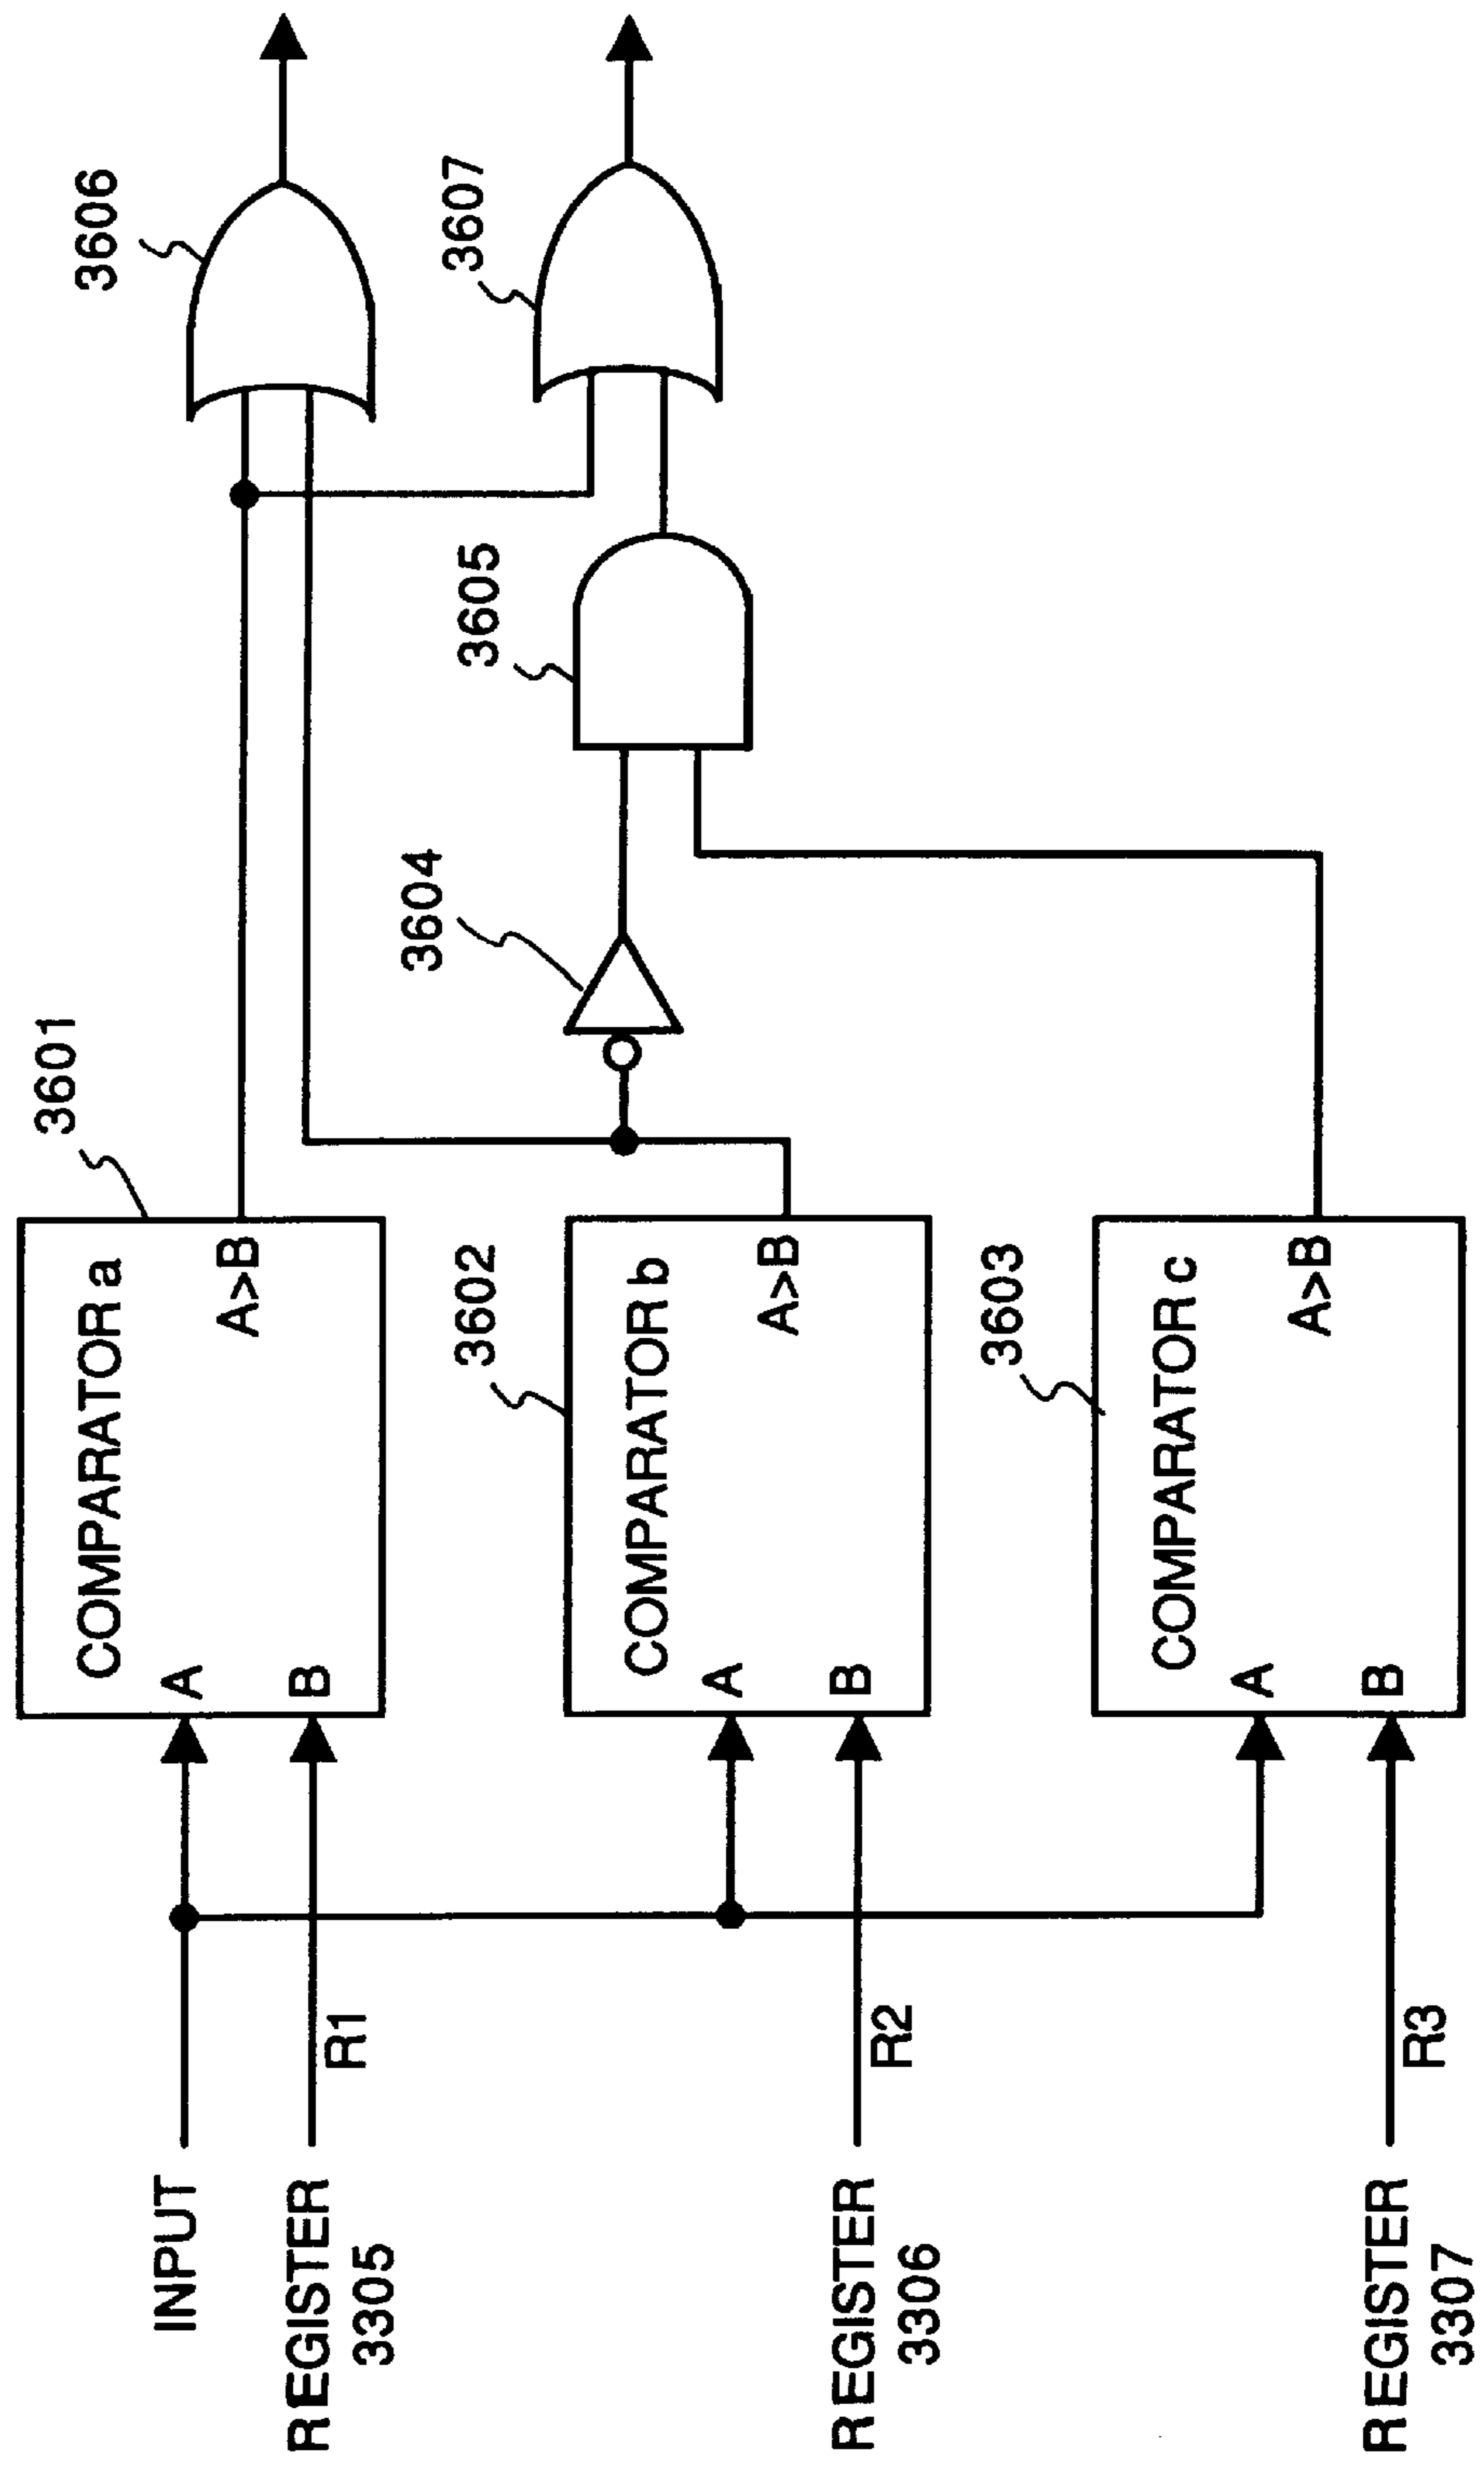 INPUT
REGISTER
3305
R1
COMPARATOR a
A
B
A>B
3601
3606
REGISTER
3306
R2
COMPARATOR b
A
B
A>B
3602
3604
3605
3607
REGISTER
3307
R3
COMPARATOR c
A
B
A>B
3603